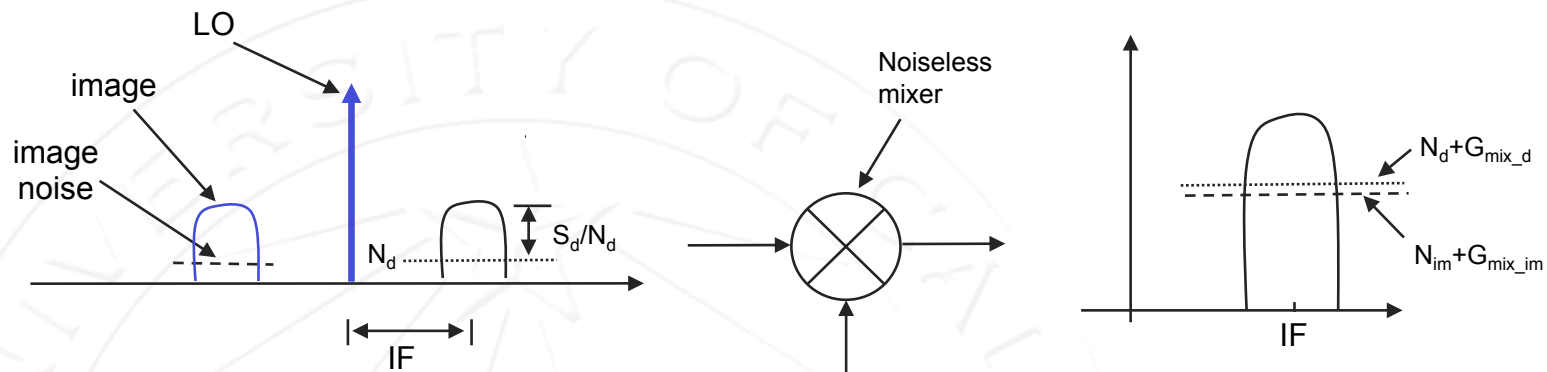 LO
image
image
noise
N_d
S_d/N_d
IF
Noiseless
mixer
N_d+G_mix_d
N_im+G_mix_im
IF